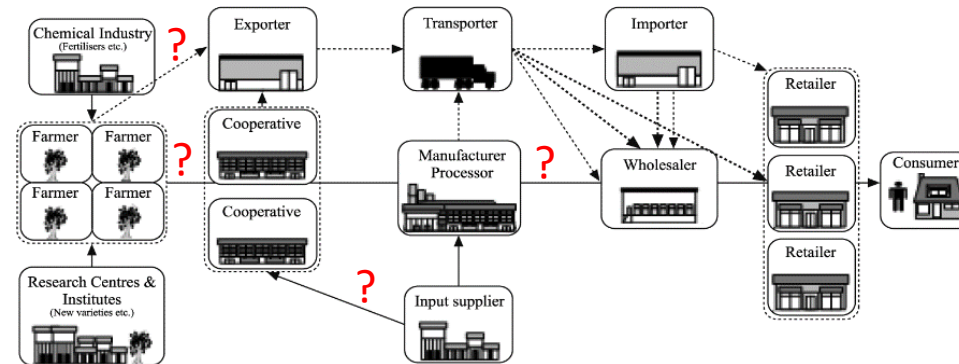 Chemical Industry
(Fertilisers etc.)
?
Exporter
Transporter
Importer
Retailer
Farmer
Farmer
?
Cooperative
Manufacturer
Processor
?
Wholesaler
Retailer
Consumer
Farmer
Farmer
Cooperative
Retailer
Research Centres &
Institutes
(New varieties etc.)
?
Input supplier